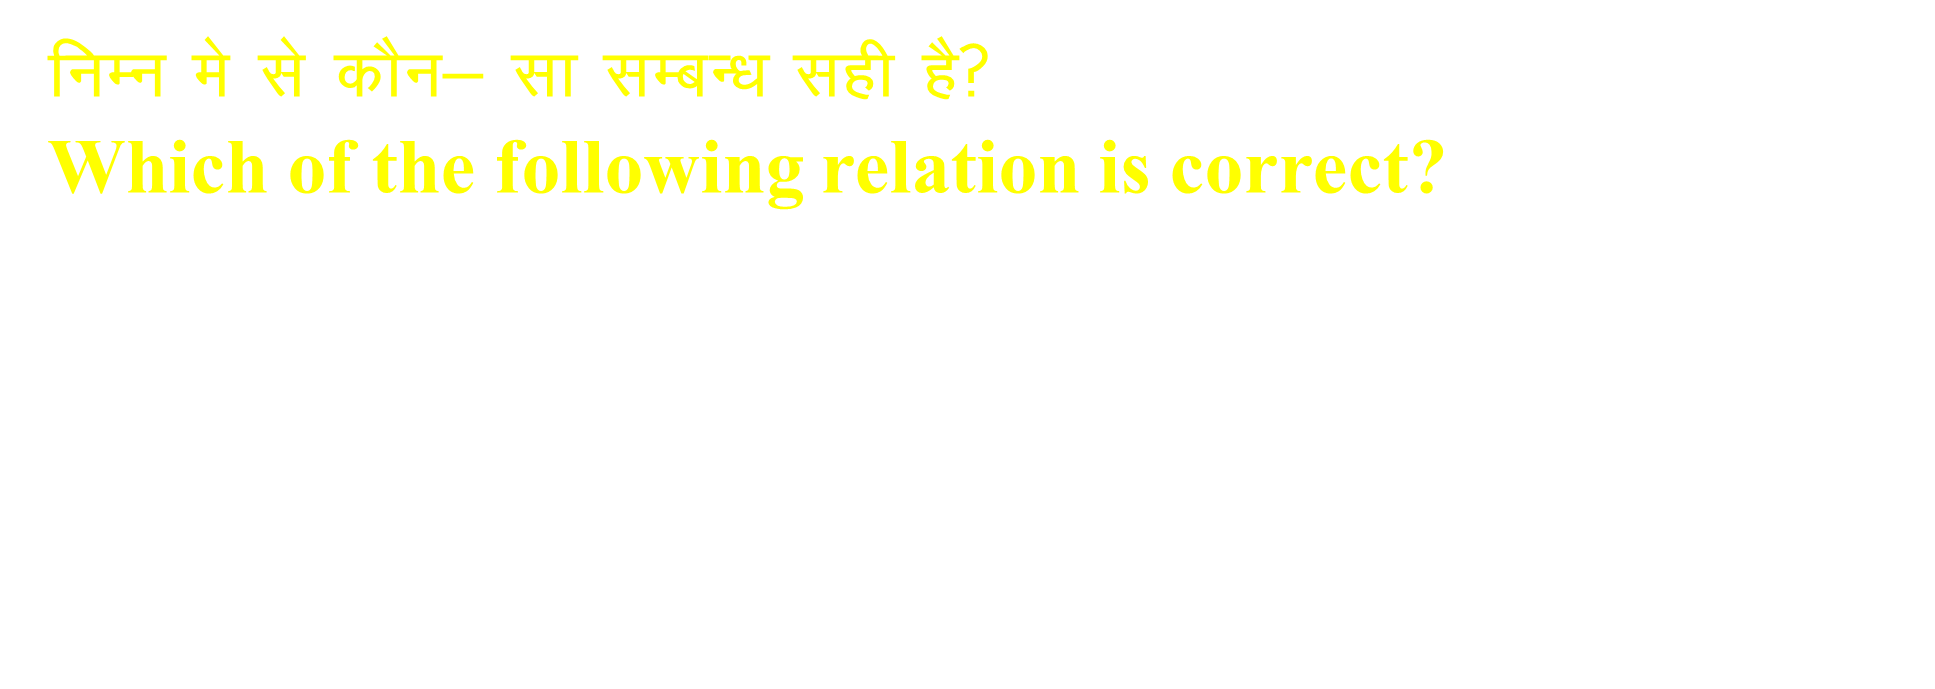 निम्न मे से कौन– सा सम्बन्ध सही है?
Which of the following relation is correct?